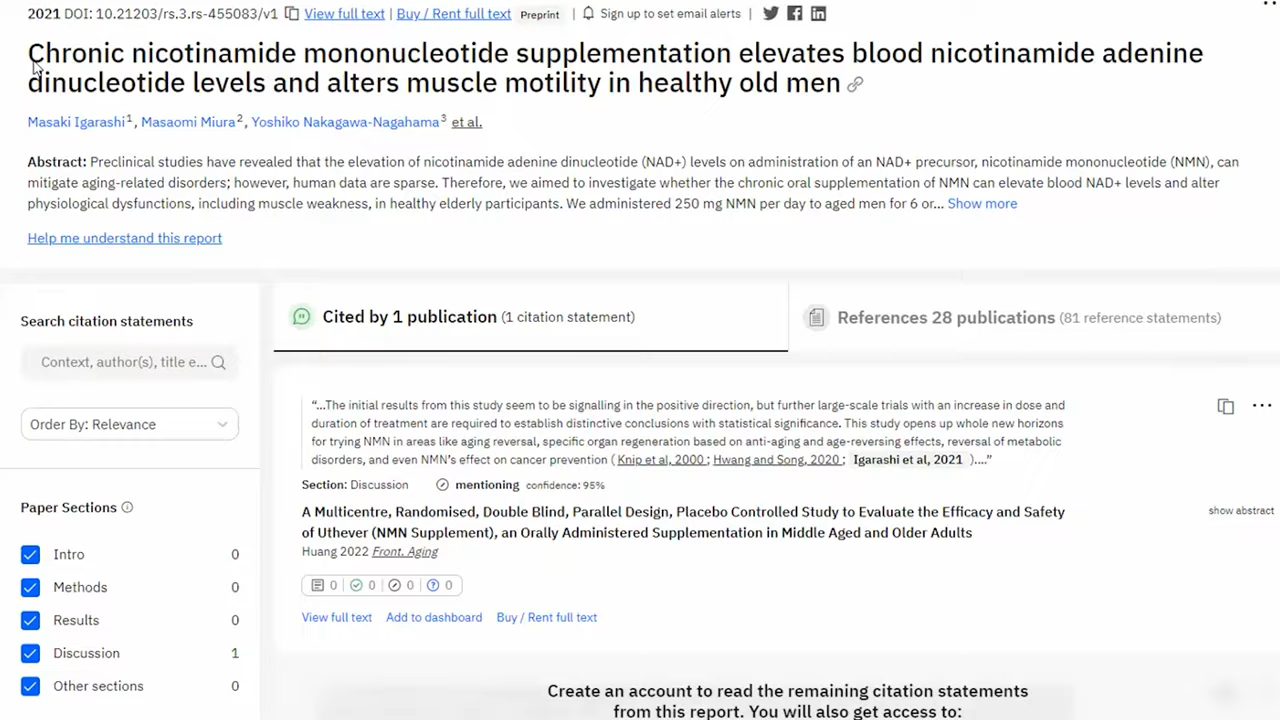 2021 DOI: 10.21203/rs.3.rs-455083/v1 View full text | Buy / Rent full text Preprint | Sign up to set email alerts |
Chronic nicotinamide mononucleotide supplementation elevates blood nicotinamide adenine
dinucleotide levels and alters muscle motility in healthy old men
Masaki Igarashi1, Masaomi Miura2, Yoshiko Nakagawa-Nagahama3 et al.
Abstract: Preclinical studies have revealed that the elevation of nicotinamide adenine dinucleotide (NAD+) levels on administration of an NAD+ precursor, nicotinamide mononucleotide (NMN), can
mitigate aging-related disorders; however, human data are sparse. Therefore, we aimed to investigate whether the chronic oral supplementation of NMN can elevate blood NAD+ levels and alter
physiological dysfunctions, including muscle weakness, in healthy elderly participants. We administered 250 mg NMN per day to aged men for 6 or... Show more
Help me understand this report
Search citation statements
Context, author(s), title e...
Order By: Relevance
Paper Sections
Intro 0
Methods 0
Results 0
Discussion 1
Other sections 0
Cited by 1 publication (1 citation statement)
References 28 publications (81 reference statements)
“...The initial results from this study seem to be signalling in the positive direction, but further large-scale trials with an increase in dose and
duration of treatment are required to establish distinctive conclusions with statistical significance. This study opens up whole new horizons
for trying NMN in areas like aging reversal, specific organ regeneration based on anti-aging and age-reversing effects, reversal of metabolic
disorders, and even NMN’s effect on cancer prevention ( Knip et al, 2000 ; Hwang and Song, 2020 ; Igarashi et al, 2021 )....”
Section: Discussion mentioning confidence: 95%
A Multicentre, Randomised, Double Blind, Parallel Design, Placebo Controlled Study to Evaluate the Efficacy and Safety
of Uthever (NMN Supplement), an Orally Administered Supplementation in Middle Aged and Older Adults
show abstract
Huang 2022 Front. Aging
0 0 0 0
View full text Add to dashboard Buy / Rent full text
Create an account to read the remaining citation statements
from this report. You will also get access to: